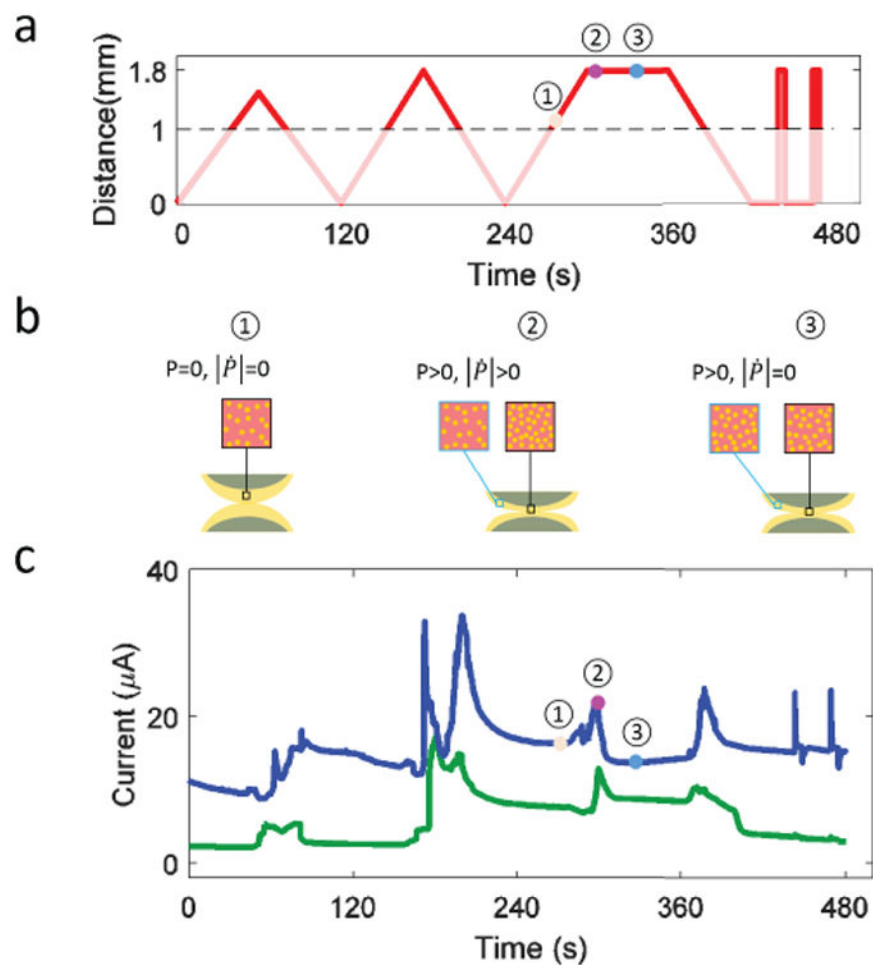 a
② ③
①
Distance(mm)
1.8
1
0
0 120 240 360 480
Time (s)
b
① ② ③
P=0, |Ṗ|=0 P>0, |Ṗ|>0 P>0, |Ṗ|=0
c
Current (μA)
40
20
0
② 
① ③
0 120 240 360 480
Time (s)